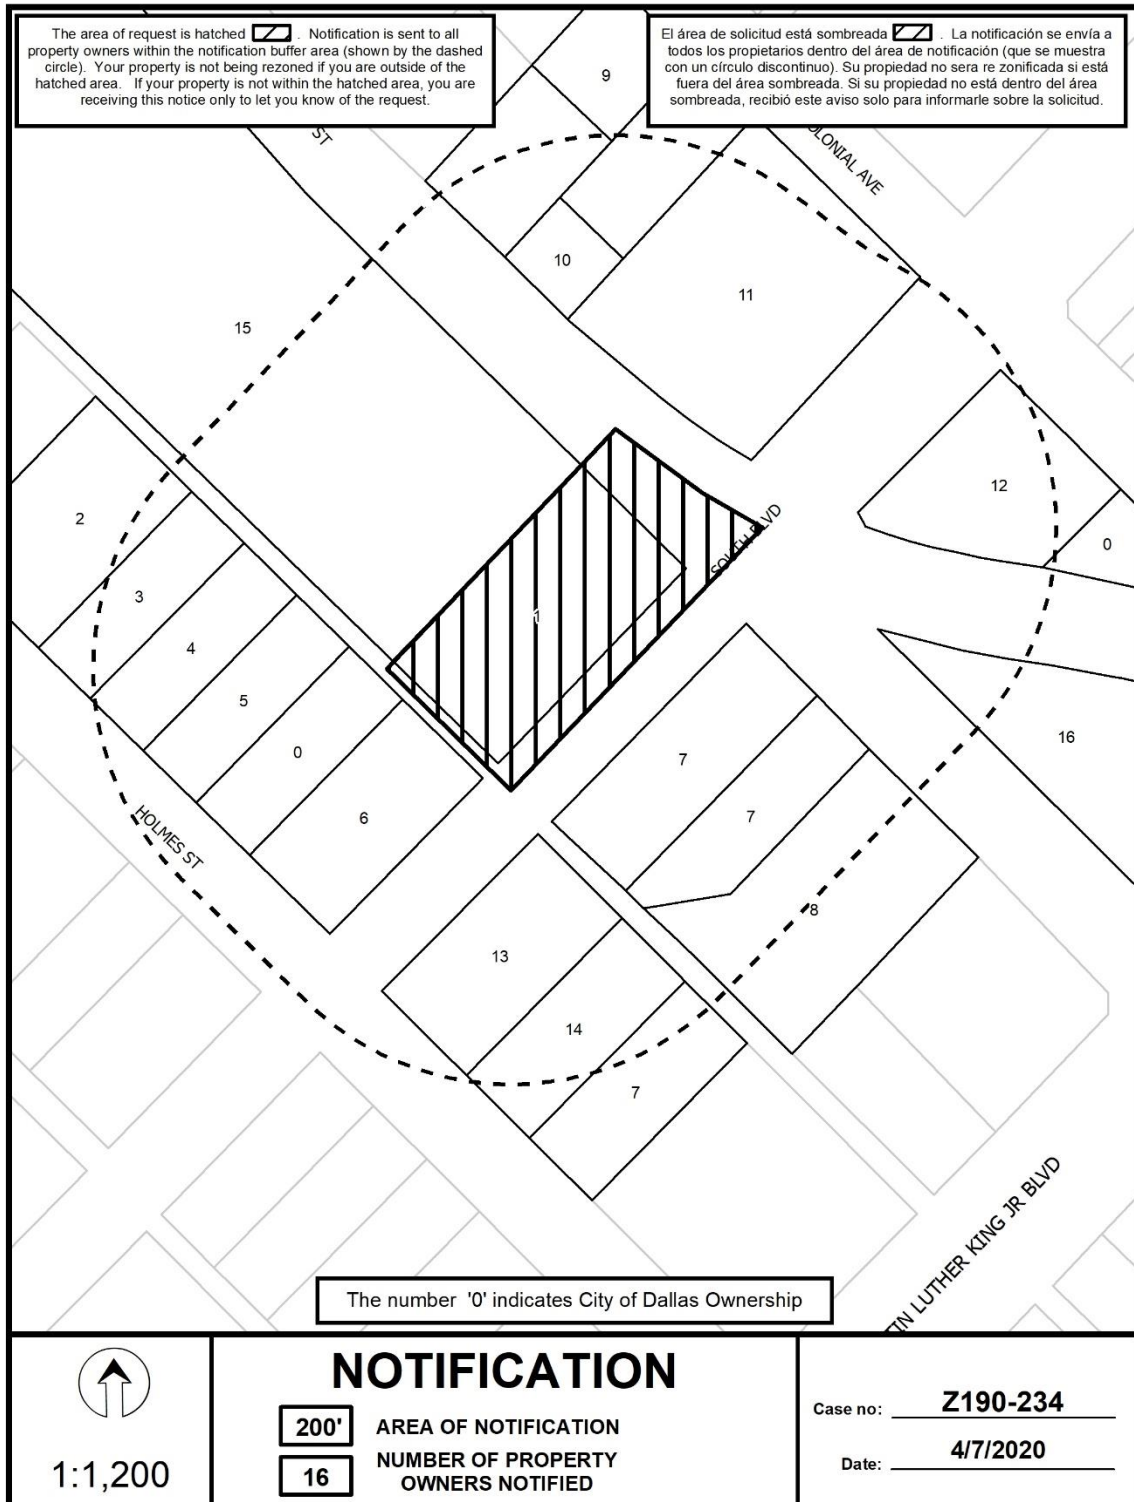 The area of request is hatched . Notification is sent to all
property owners within the notification buffer area (shown by the dashed
circle). Your property is not being rezoned if you are outside of the
hatched area. If your property is not within the hatched area, you are
receiving this notice only to let you know of the request.
El área de solicitud está sombreada . La notificación se envía a
todos los propietarios dentro del área de notificación (que se muestra
con un círculo discontinuo). Su propiedad no sera re zonificada si está
fuera del área sombreada. Si su propiedad no está dentro del área
sombreada, recibió este aviso solo para informarle sobre la solicitud.
9
ST
OLONIAL AVE
10
11
15
12
2
SOUTH BLVD
0
3
1
4
5
16
0
7
6
7
HOLMES ST
8
13
14
7
TIN LUTHER KING JR BLVD
The number '0' indicates City of Dallas Ownership
1:1,200
NOTIFICATION
200' AREA OF NOTIFICATION
16 NUMBER OF PROPERTY
OWNERS NOTIFIED
Case no: Z190-234
Date: 4/7/2020